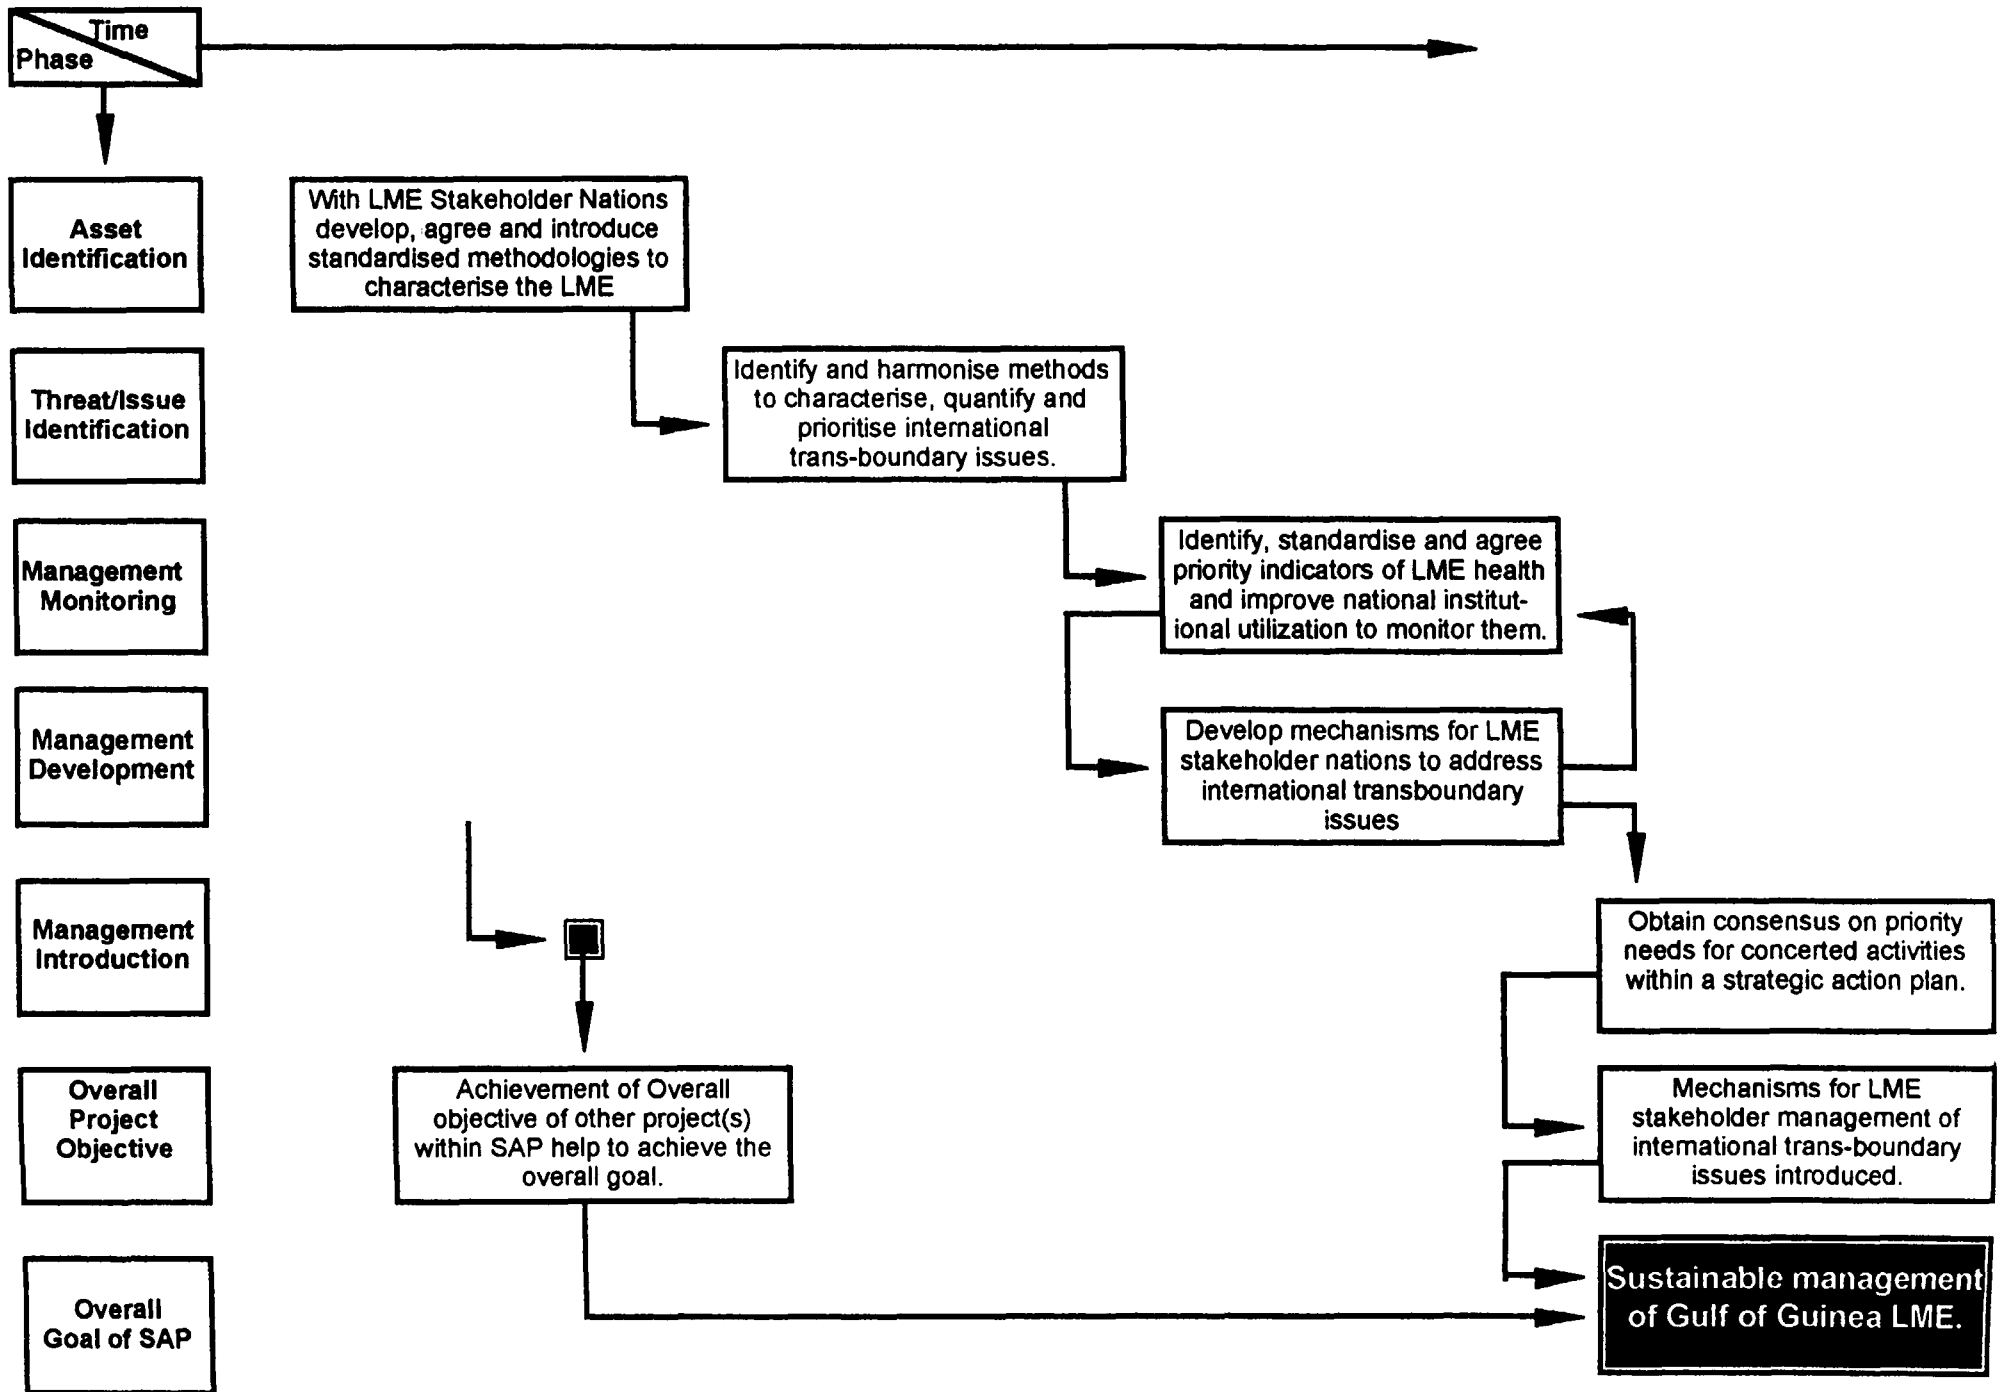 Time
Phase
Asset
Identification
With LME Stakeholder Nations
develop, agree and introduce
standardised methodologies to
characterise the LME
Threat/Issue
Identification
Identify and harmonise methods
to characterise, quantify and
prioritise international
trans-boundary issues.
Management
Monitoring
Identify, standardise and agree
priority indicators of LME health
and improve national institut-
ional utilization to monitor them.
Management
Development
Develop mechanisms for LME
stakeholder nations to address
international transboundary
issues
Management
Introduction
Obtain consensus on priority
needs for concerted activities
within a strategic action plan.
Overall
Project
Objective
Achievement of Overall
objective of other project(s)
within SAP help to achieve the
overall goal.
Mechanisms for LME
stakeholder management of
international trans-boundary
issues introduced.
Overall
Goal of SAP
Sustainable management
of Gulf of Guinea LME.